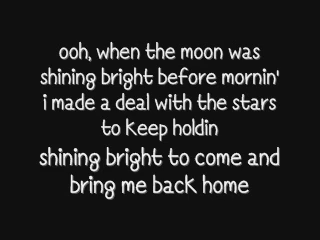 ooh, when the moon was
shining bright before mornin'
i made a deal with the stars
to keep holdin
shining bright to come and
bring me back home